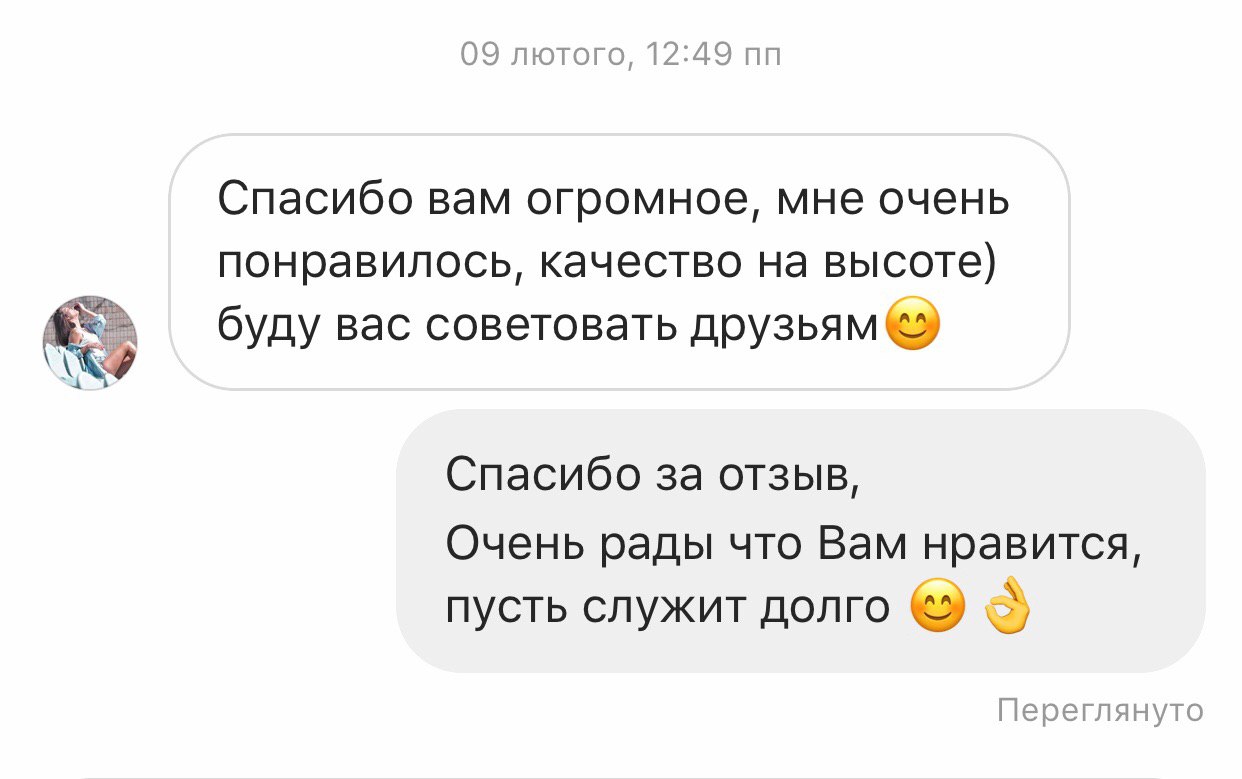 09 лютого, 12:49 пп
Спасибо вам огромное, мне очень
понравилось, качество на высоте)
буду вас советовать друзьям😊
Спасибо за отзыв,
Очень рады что Вам нравится,
пусть служит долго 😊 👌
Переглянуто